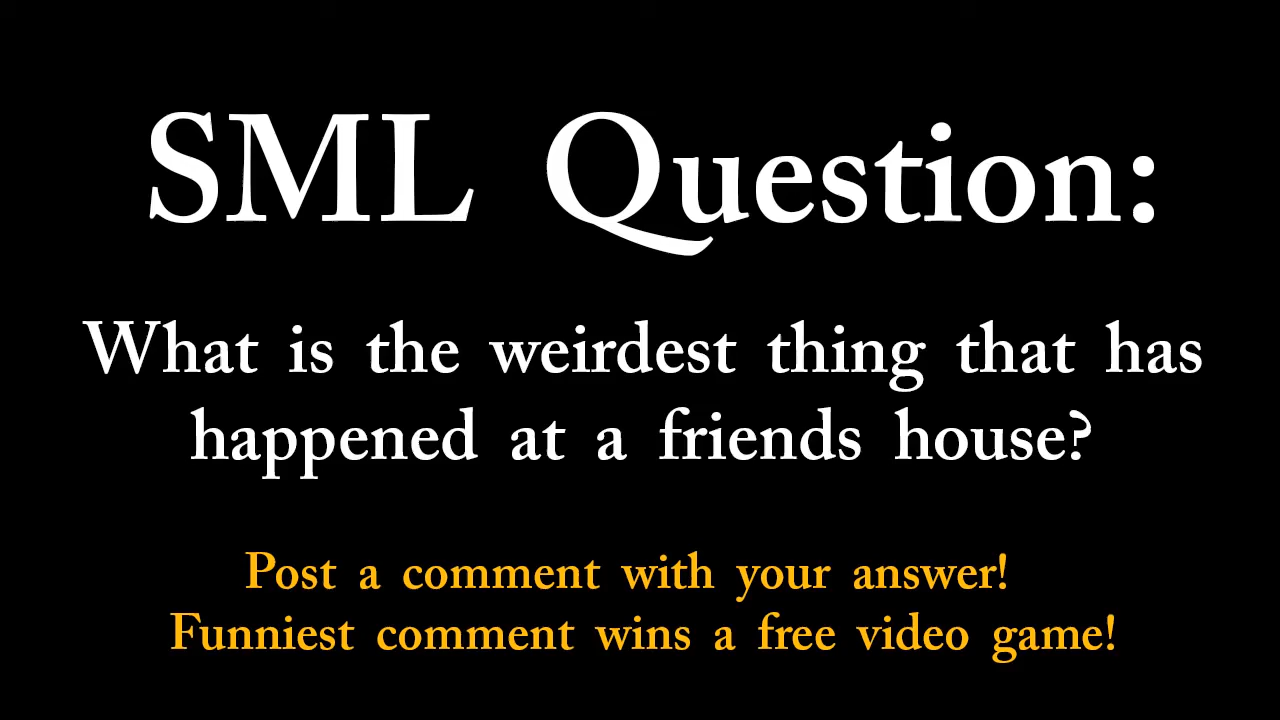 SML Question:
What is the weirdest thing that has
happened at a friends house?
Post a comment with your answer!
Funniest comment wins a free video game!